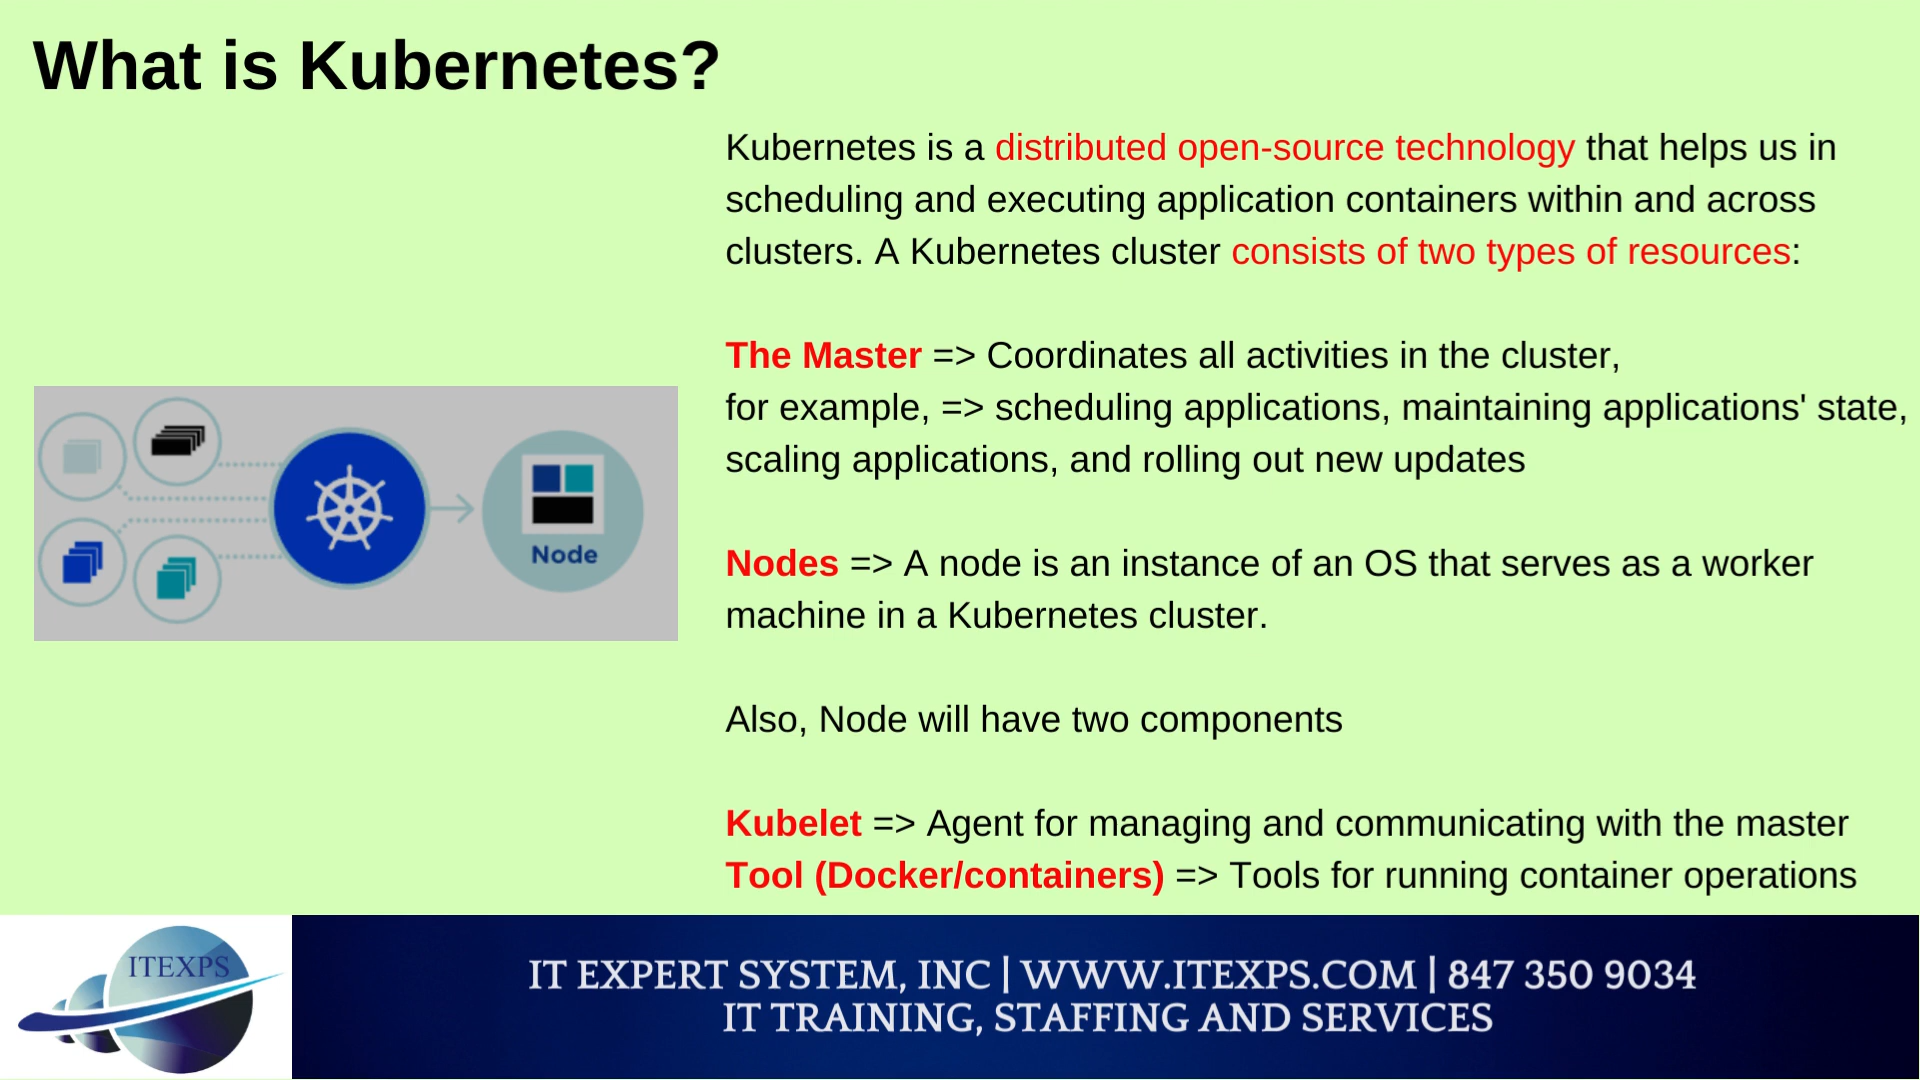 What is Kubernetes?
Kubernetes is a distributed open-source technology that helps us in
scheduling and executing application containers within and across
clusters. A Kubernetes cluster consists of two types of resources:
The Master => Coordinates all activities in the cluster,
for example, => scheduling applications, maintaining applications' state,
scaling applications, and rolling out new updates
Nodes => A node is an instance of an OS that serves as a worker
machine in a Kubernetes cluster.
Also, Node will have two components
Kubelet => Agent for managing and communicating with the master
Tool (Docker/containers) => Tools for running container operations
Node
ITEXPS
IT EXPERT SYSTEM, INC | WWW.ITEXPS.COM | 847 350 9034
IT TRAINING, STAFFING AND SERVICES